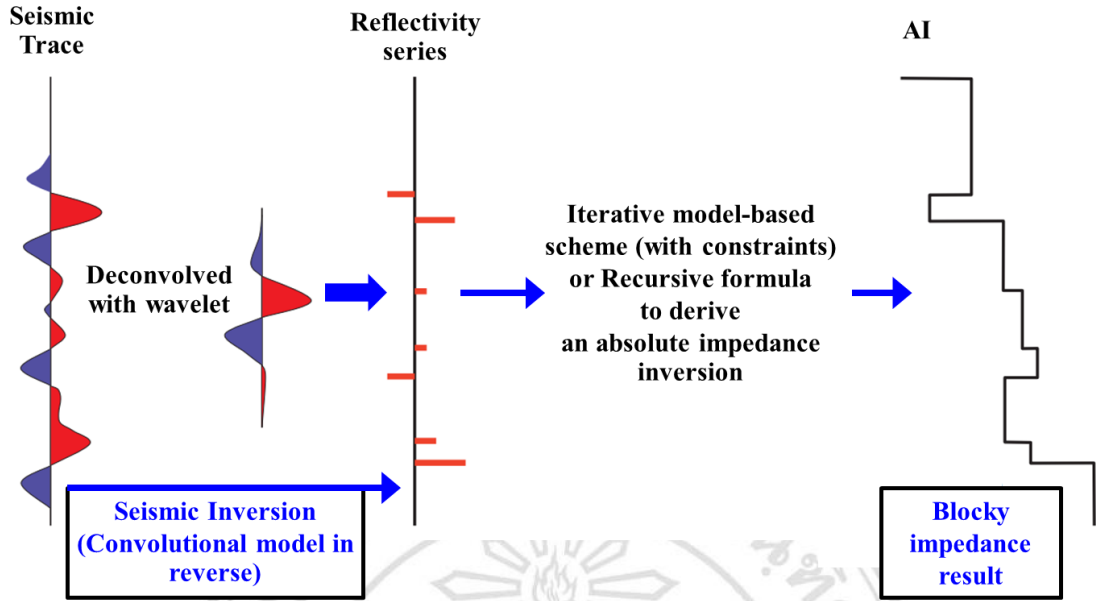 Seismic
Trace
Reflectivity
series
AI
Deconvolved
with wavelet
Iterative model-based
scheme (with constraints)
or Recursive formula
to derive
an absolute impedance
inversion
Seismic Inversion
(Convolutional model in
reverse)
Blocky
impedance
result